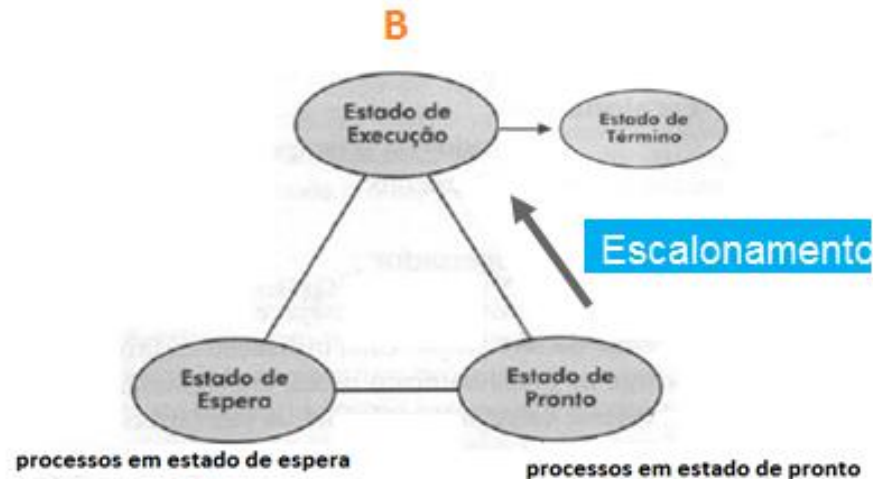 B
Estado de
Execução
Estado de
Término
Escalonamento
Estado de
Espera
Estado de
Pronto
processos em estado de espera
processos em estado de pronto